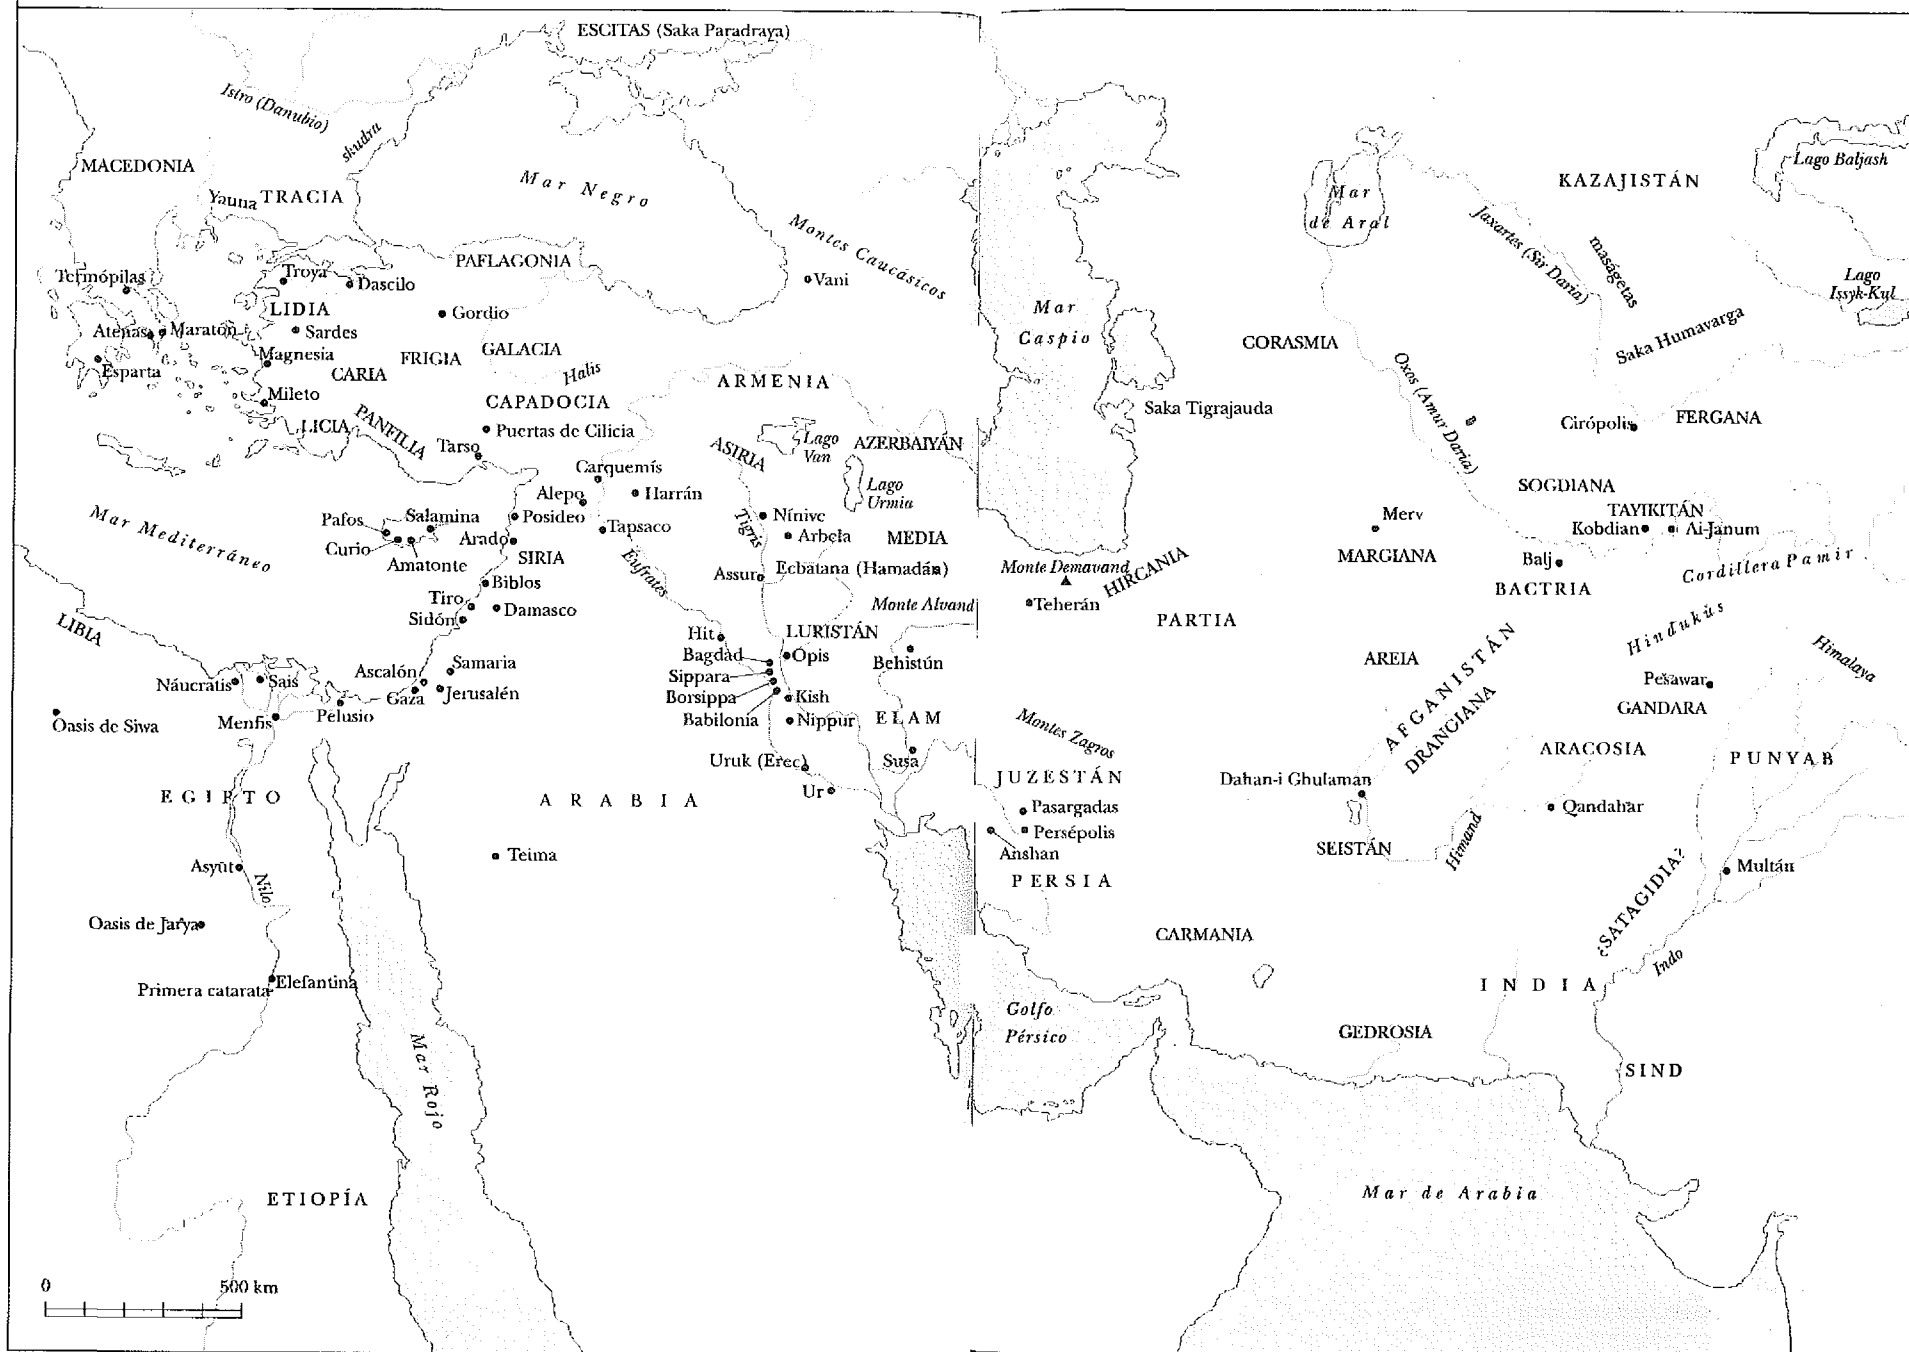 ESCITAS (Saka Paradraya)
Istro (Danubio)
skudra
MACEDONIA
Yauna
TRACIA
Mar Negro
Montes Caucásicos
PAFLAGONIA
Vani
Termópilas
Troya
Dascilo
LIDIA
Gordio
Atenas
Maratón
Sardes
Magnesia
FRIGIA
GALACIA
Esparta
CARIA
Halis
ARMENIA
Mileto
CAPADOCIA
LICIA
PANFILIA
Puertas de Cilicia
Tarso
ASIRIA
Lago
Van
AZERBAIYÁN
Carquemís
Lago
Urmia
Alepo
Harrán
Mar Mediterráneo
Pafos
Salamina
Posideo
Tapsaco
Tigris
Nínive
Curio
Amatonte
Arado
SIRIA
Arbela
MEDIA
Éufrates
Assur
Ecbatana (Hamadán)
Biblos
Tiro
Damasco
Sidón
Monte Alvand
LIBIA
Hit
LURISTÁN
Bagdad
Opis
Behistún
Ascalón
Samaria
Sippara
Náucratis
Sais
Gaza
Jerusalén
Borsippa
Kish
Oasis de Siwa
Menfis
Pelusio
Babilonia
Nippur
ELAM
Uruk (Erec)
Susa
EGIPTO
ARABIA
Ur
Asyut
Nilo
Teima
Oasis de Jarya
Primera catarata
Elefantina
Mar Rojo
ETIOPÍA
0
500 km
Mar
de Aral
KAZAJISTÁN
Lago Baljash
Jaxartes (Sir Daria)
maságetas
Lago
Issyk-Kul
Mar
Caspio
CORASMIA
Saka Humavarga
Oxos (Amur Daria)
Saka Tigrajauda
Cirópolis
FERGANA
SOGDIANA
TAYIKITÁN
Merv
Kobdian
Ai-Janum
MARGIANA
Balj
Cordillera Pamir
Monte Demavand
HIRCANIA
BACTRIA
Teherán
PARTIA
Hindukús
Himalaya
AREIA
AFGANISTÁN
Pesawar
GANDARA
Montes Zagros
DRANGIANA
ARACOSIA
PUNYAB
JUZESTÁN
Dahan-i Ghulaman
Pasargadas
Qandahar
Persépolis
Anshan
SEISTÁN
Himand
Multán
PERSIA
¿SATAGIDIA?
CARMANIA
Indo
INDIA
Golfo
Pérsico
GEDROSIA
SIND
Mar de Arabia